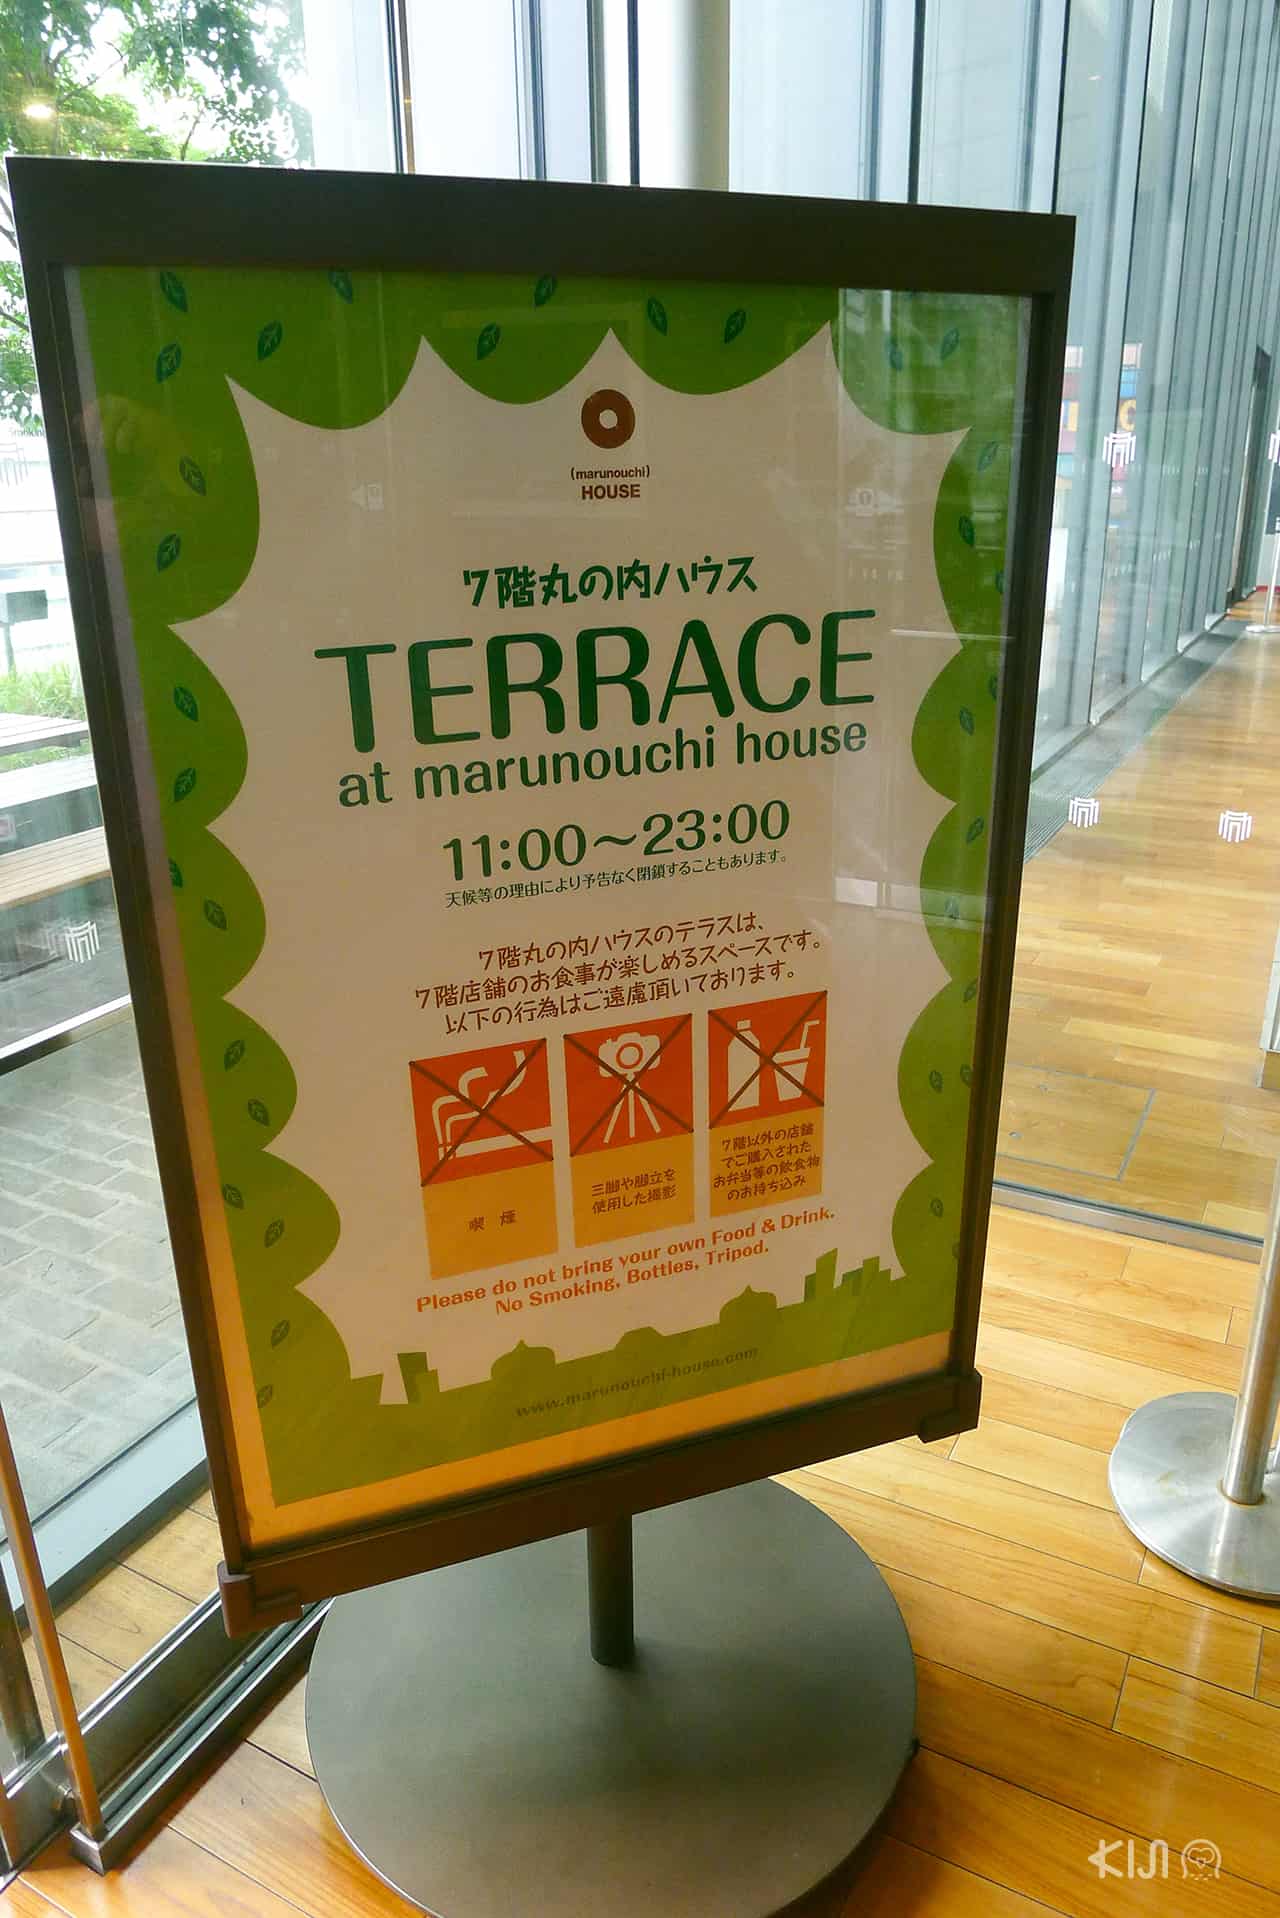 (marunouchi)
HOUSE
7階丸の内ハウス
TERRACE
at marunouchi house
11:00～23:00
天候等の理由により予告なく閉鎖することもあります。
7階丸の内ハウスのテラスは、
7階店舗のお食事が楽しめるスペースです。
以下の行為はご遠慮頂いております。
喫 煙
三脚や脚立を
使用した撮影
7階以外の店舗
でご購入された
お弁当等の飲食物
のお持ち込み
Please do not bring your own Food & Drink.
No Smoking, Bottles, Tripod.
www.marunouchi-house.com
KIJI